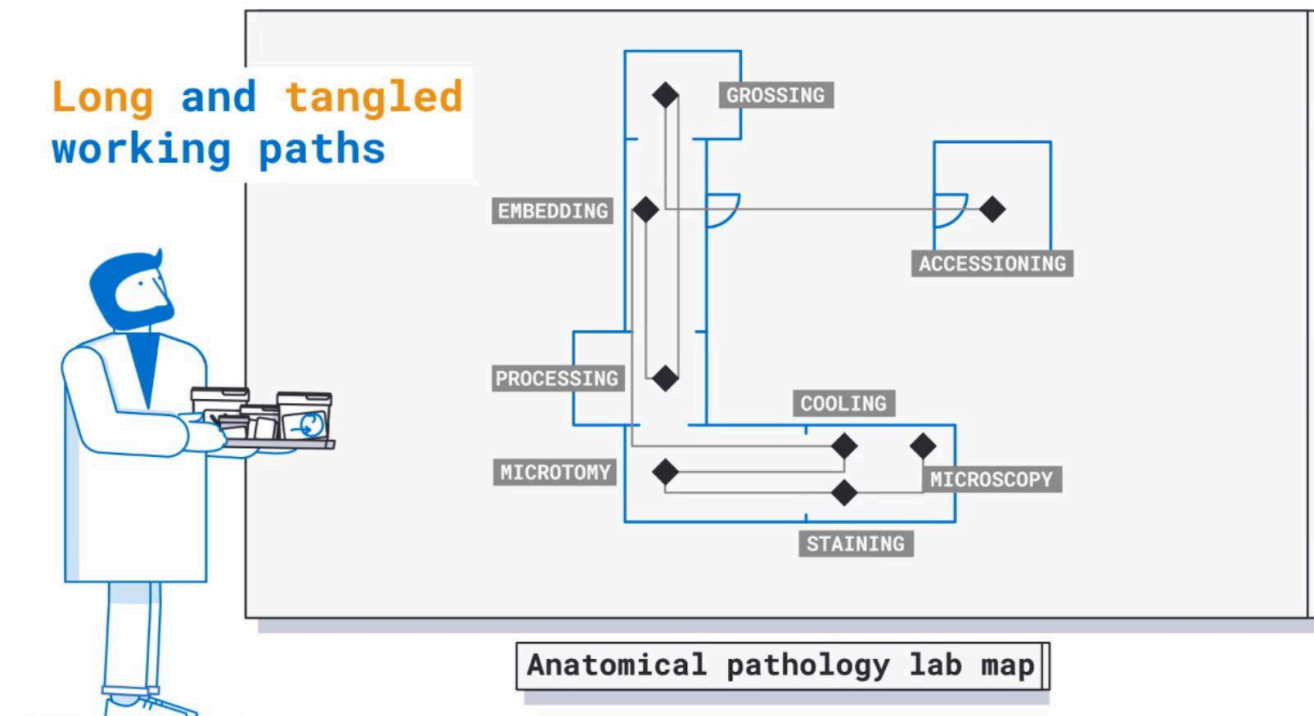 Long and tangled
working paths
GROSSING
EMBEDDING
ACCESSIONING
PROCESSING
COOLING
MICROTOMY
MICROSCOPY
STAINING
Anatomical pathology lab map